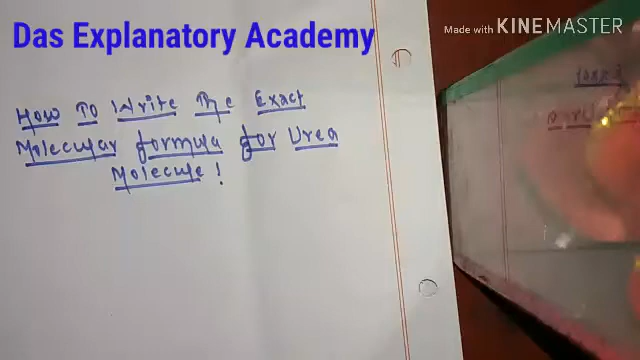 Das Explanatory Academy
Made with KINEMASTER
How To Write The Exact
Molecular formula for Urea
Molecule!